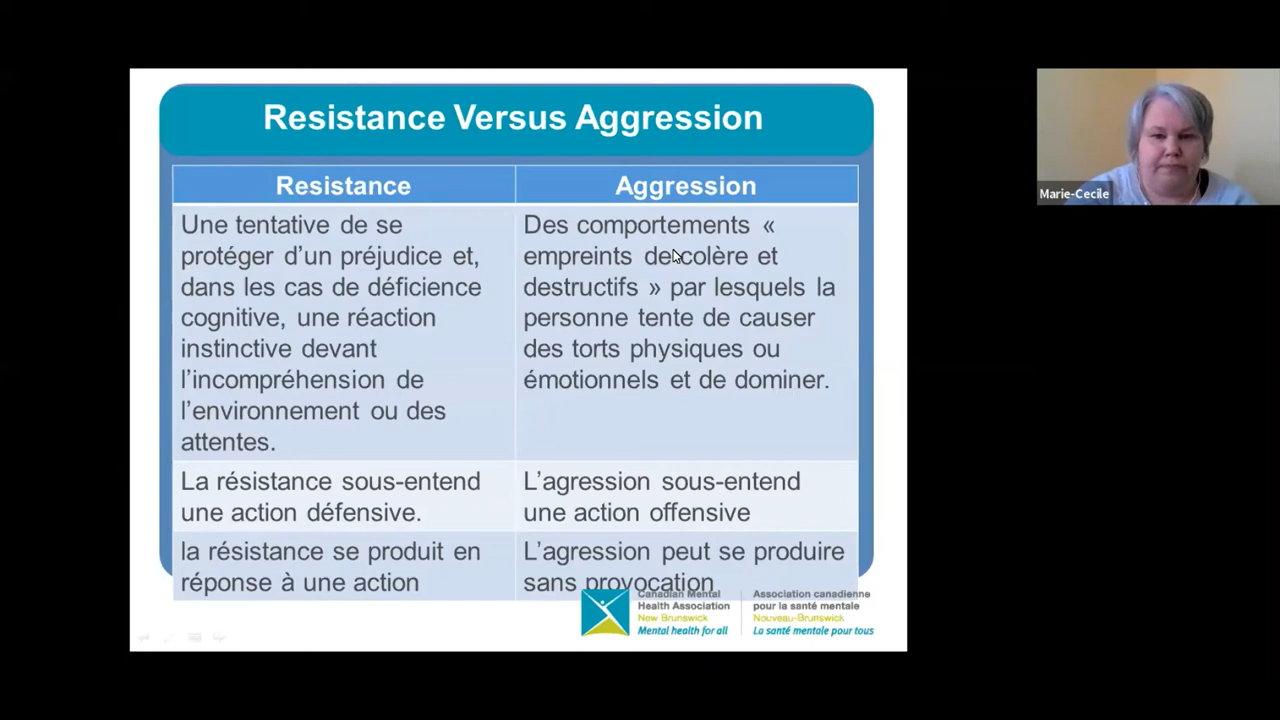 Resistance Versus Aggression
Resistance
Aggression
Une tentative de se
protéger d’un préjudice et,
dans les cas de déficience
cognitive, une réaction
instinctive devant
l’incompréhension de
l’environnement ou des
attentes.
Des comportements «
empreints de colère et
destructifs » par lesquels la
personne tente de causer
des torts physiques ou
émotionnels et de dominer.
La résistance sous-entend
une action défensive.
L’agression sous-entend
une action offensive
la résistance se produit en
réponse à une action
L’agression peut se produire
sans provocation
Canadian Mental
Health Association
New Brunswick
Mental health for all
Association canadienne
pour la santé mentale
Nouveau-Brunswick
La santé mentale pour tous
Marie-Cecile